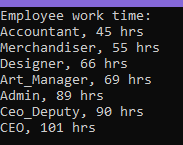 Employee work time:
Accountant, 45 hrs
Merchandiser, 55 hrs
Designer, 66 hrs
Art_Manager, 69 hrs
Admin, 89 hrs
Ceo_Deputy, 90 hrs
CEO, 101 hrs